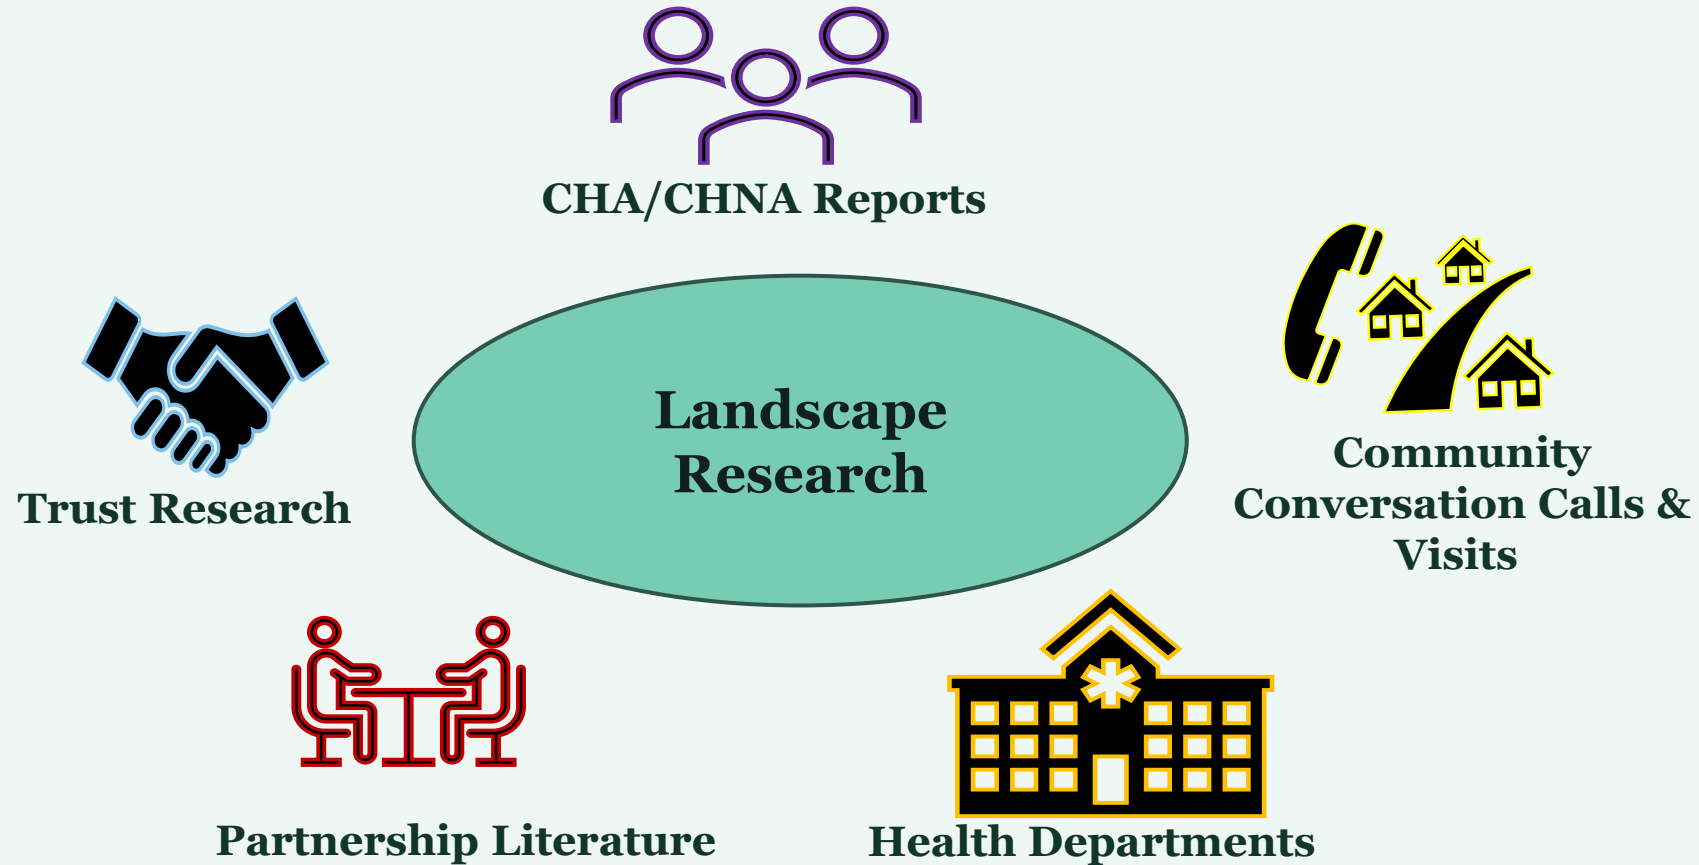 CHA/CHNA Reports
Landscape
Research
Community
Conversation Calls &
Visits
Trust Research
Partnership Literature
Health Departments